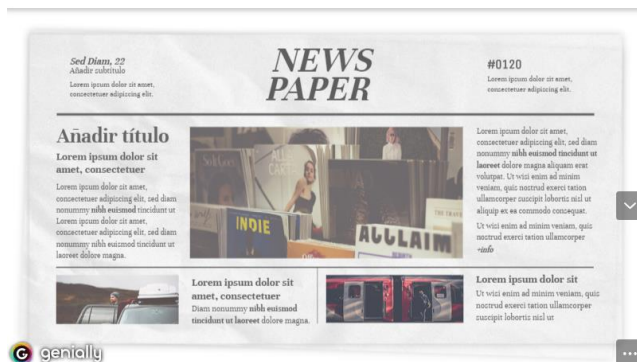 Sed Diam, 22
Añadir subtítulo
Lorem ipsum dolor sit amet,
consectetuer adipiscing elit.
NEWS
PAPER
#0120
Lorem ipsum dolor sit amet,
consectetuer adipiscing elit.
Añadir título
Lorem ipsum dolor sit
amet, consectetuer
Lorem ipsum dolor sit amet,
consectetuer adipiscing elit, sed diam
nonummy nibh euismod tincidunt ut
Lorem ipsum dolor sit amet,
consectetuer adipiscing elit, sed diam
nonummy nibh euismod tincidunt ut
laoreet dolore magna.
INDIE
ACCLAIM
Lorem ipsum dolor sit amet,
consectetuer adipiscing elit, sed diam
nonummy nibh euismod tincidunt ut
laoreet dolore magna aliquam erat
volutpat. Ut wisi enim ad minim
veniam, quis nostrud exerci tation
ullamcorper suscipit lobortis nisl ut
aliquip ex ea commodo consequat.
Ut wisi enim ad minim veniam, quis
nostrud exerci tation ullamcorper
+info
Lorem ipsum dolor sit
amet, consectetuer
Diam nonummy nibh euismod
tincidunt ut laoreet dolore magna.
Lorem ipsum dolor sit
Ut wisi enim ad minim veniam, quis
nostrud exerci tation ullamcorper
suscipit lobortis nisl ut
genially